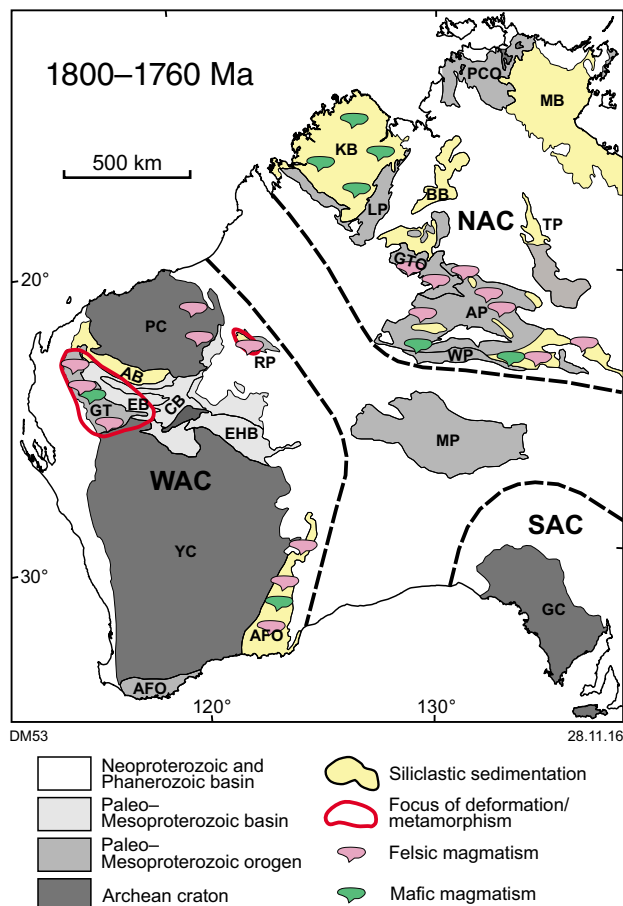 1800–1760 Ma
500 km
PCO
MB
KB
LP
BB
NAC
TP
GTO
20°
PC
AP
RP
WP
AB
GT
EB
CB
EHB
MP
WAC
SAC
YC
30°
GC
AFO
AFO
120°
130°
DM53
28.11.16
Neoproterozoic and
Phanerozoic basin
Paleo–
Mesoproterozoic basin
Paleo–
Mesoproterozoic orogen
Archean craton
Siliclastic sedimentation
Focus of deformation/
metamorphism
Felsic magmatism
Mafic magmatism